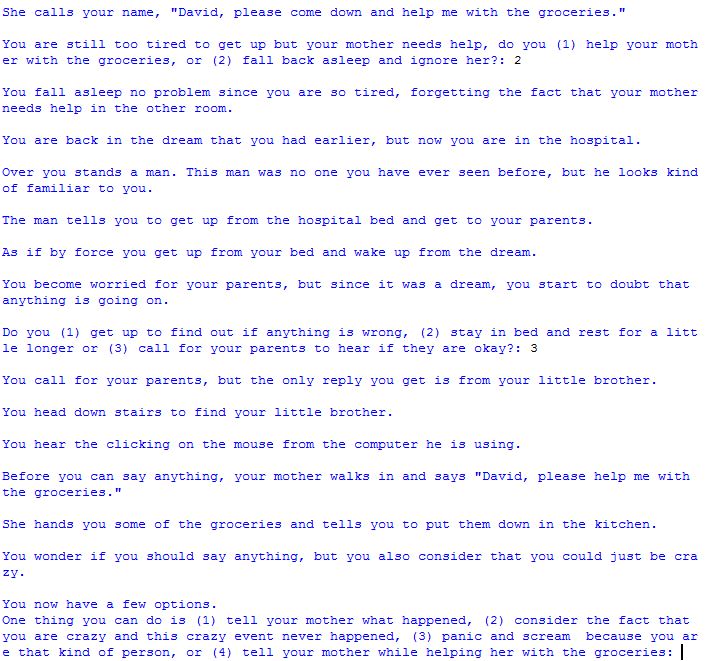 She calls your name, "David, please come down and help me with the groceries."
You are still too tired to get up but your mother needs help, do you (1) help your moth
er with the groceries, or (2) fall back asleep and ignore her?: 2
You fall asleep no problem since you are so tired, forgetting the fact that your mother
needs help in the other room.
You are back in the dream that you had earlier, but now you are in the hospital.
Over you stands a man. This man was no one you have ever seen before, but he looks kind
of familiar to you.
The man tells you to get up from the hospital bed and get to your parents.
As if by force you get up from your bed and wake up from the dream.
You become worried for your parents, but since it was a dream, you start to doubt that
anything is going on.
Do you (1) get up to find out if anything is wrong, (2) stay in bed and rest for a litt
le longer or (3) call for your parents to hear if they are okay?: 3
You call for your parents, but the only reply you get is from your little brother.
You head down stairs to find your little brother.
You hear the clicking on the mouse from the computer he is using.
Before you can say anything, your mother walks in and says "David, please help me with
the groceries."
She hands you some of the groceries and tells you to put them down in the kitchen.
You wonder if you should say anything, but you also consider that you could just be cra
zy.
You now have a few options.
One thing you can do is (1) tell your mother what happened, (2) consider the fact that
you are crazy and this crazy event never happened, (3) panic and scream  because you ar
e that kind of person, or (4) tell your mother while helping her with the groceries: